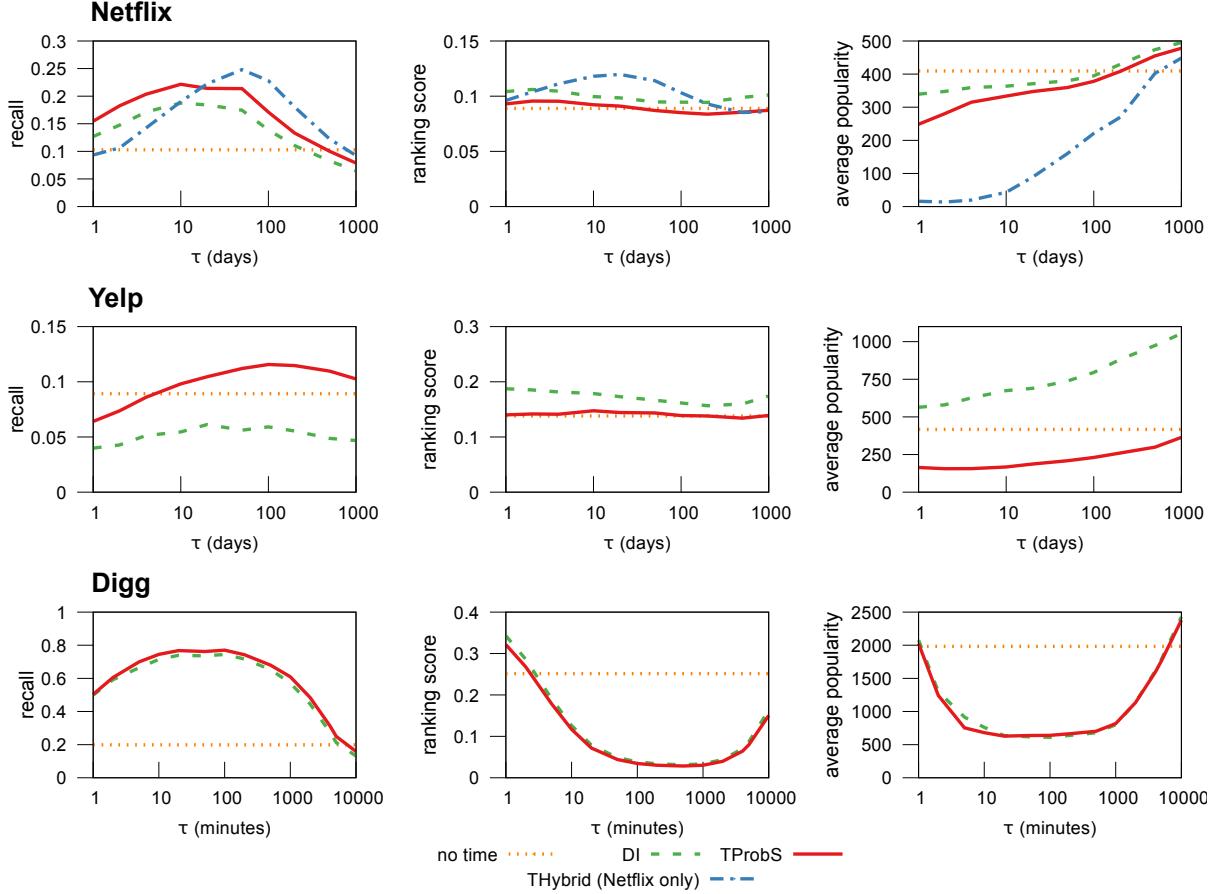 Netflix
0.3
0.25
0.2
0.15
0.1
0.05
0
recall
1 10 100 1000
τ (days)
0.15
0.1
0.05
0
ranking score
1 10 100 1000
τ (days)
500
400
300
200
100
0
average popularity
1 10 100 1000
τ (days)
Yelp
0.15
0.1
0.05
0
recall
1 10 100 1000
τ (days)
0.3
0.2
0.1
0
ranking score
1 10 100 1000
τ (days)
1000
750
500
250
0
average popularity
1 10 100 1000
τ (days)
Digg
1
0.8
0.6
0.4
0.2
0
recall
1 10 100 1000 10000
τ (minutes)
0.4
0.3
0.2
0.1
0
ranking score
1 10 100 1000 10000
τ (minutes)
2500
2000
1500
1000
500
0
average popularity
1 10 100 1000 10000
τ (minutes)
no time DI TProbS
THybrid (Netflix only)